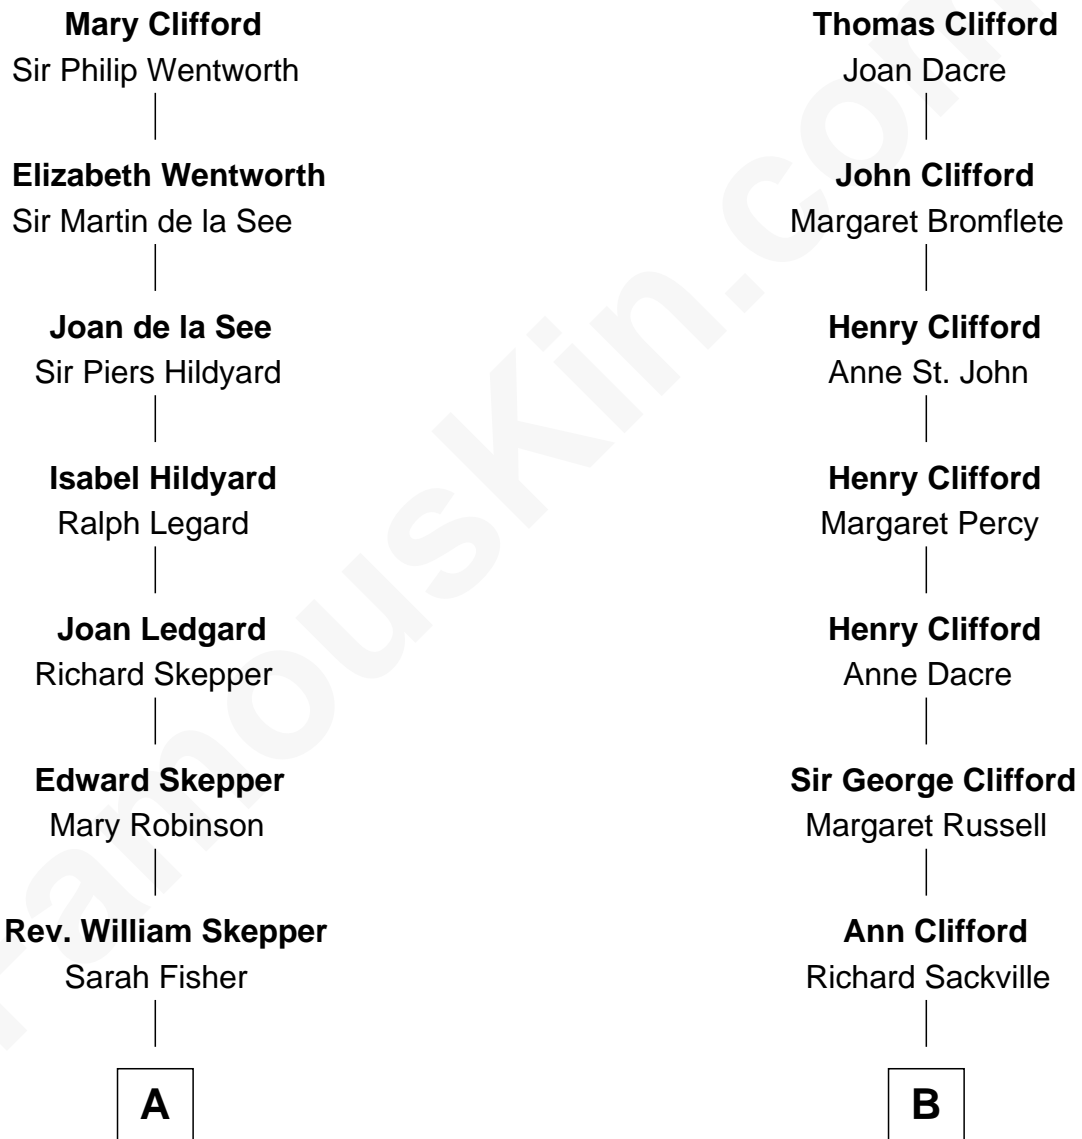 Mary Clifford
Sir Philip Wentworth
Elizabeth Wentworth
Sir Martin de la See
Joan de la See
Sir Piers Hildyard
Isabel Hildyard
Ralph Legard
Joan Ledgard
Richard Skepper
Edward Skepper
Mary Robinson
Rev. William Skepper
Sarah Fisher
A
Thomas Clifford
Joan Dacre
John Clifford
Margaret Bromflete
Henry Clifford
Anne St. John
Henry Clifford
Margaret Percy
Henry Clifford
Anne Dacre
Sir George Clifford
Margaret Russell
Ann Clifford
Richard Sackville
B
FamousKin.com